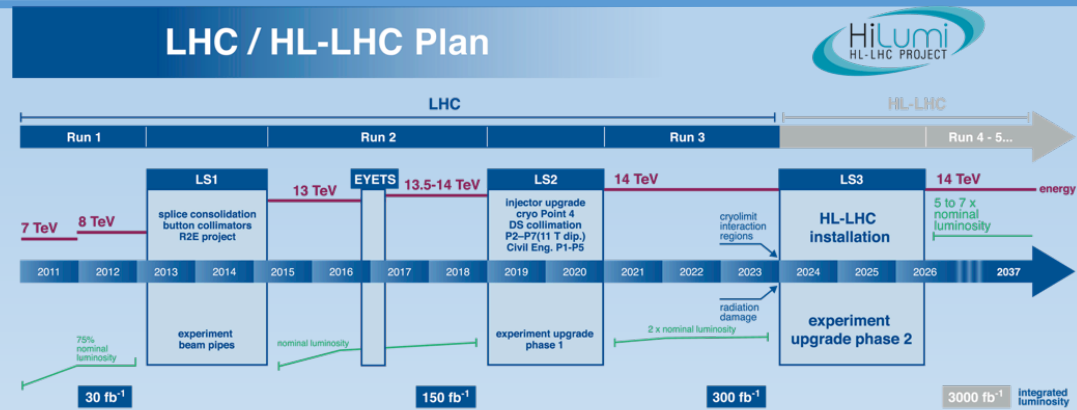 LHC / HL-LHC Plan
HiLumi
HL-LHC PROJECT
LHC
HL-LHC
Run 1
Run 2
Run 3
Run 4 - 5...
LS1
EYETS
LS2
LS3
7 TeV
8 TeV
13 TeV
13.5-14 TeV
14 TeV
14 TeV
energy
splice consolidation
button collimators
R2E project
injector upgrade
cryo Point 4
DS collimation
P2-P7(11 T dip.)
Civil Eng. P1-P5
cryolimit
interaction
regions
HL-LHC
installation
5 to 7 x
nominal
luminosity
2011
2012
2013
2014
2015
2016
2017
2018
2019
2020
2021
2022
2023
2024
2025
2026
2037
75%
nominal
luminosity
experiment
beam pipes
nominal luminosity
experiment upgrade
phase 1
2 x nominal luminosity
radiation
damage
experiment
upgrade phase 2
30 fb⁻¹
150 fb⁻¹
300 fb⁻¹
3000 fb⁻¹
integrated
luminosity